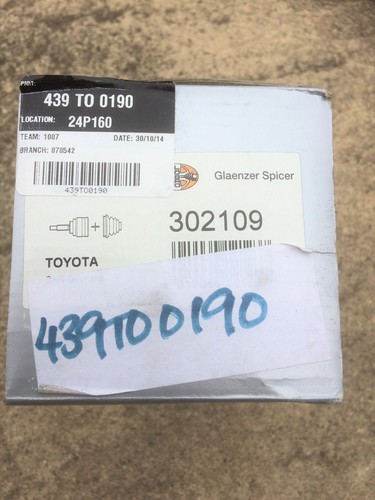 PART:
439 TO 0190
LOCATION: 24P160
TEAM: 1007 DATE: 30/10/14
BRANCH: 070542
439TO0190
Glaenzer Spicer
302109
TOYOTA
439TO0190